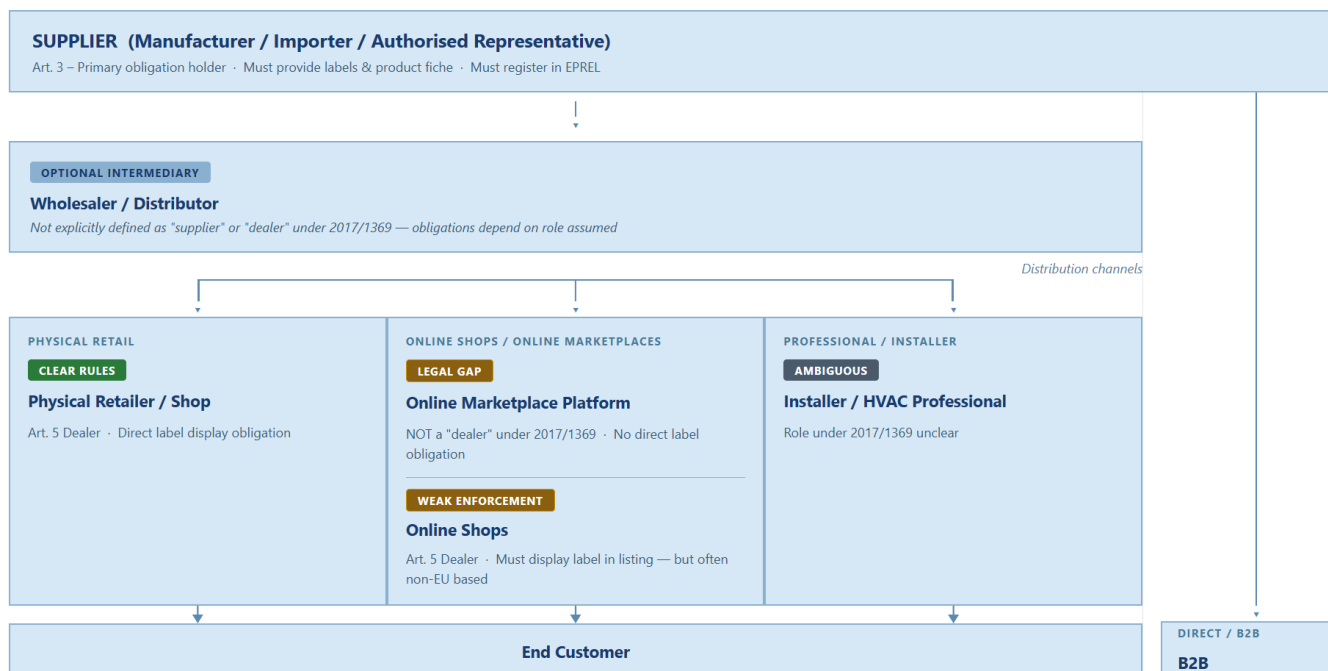 SUPPLIER (Manufacturer / Importer / Authorised Representative)
Art. 3 – Primary obligation holder · Must provide labels & product fiche · Must register in EPREL
OPTIONAL INTERMEDIARY
Wholesaler / Distributor
Not explicitly defined as "supplier" or "dealer" under 2017/1369 — obligations depend on role assumed
Distribution channels
PHYSICAL RETAIL
CLEAR RULES
Physical Retailer / Shop
Art. 5 Dealer · Direct label display obligation
ONLINE SHOPS / ONLINE MARKETPLACES
LEGAL GAP
Online Marketplace Platform
NOT a "dealer" under 2017/1369 · No direct label
obligation
WEAK ENFORCEMENT
Online Shops
Art. 5 Dealer · Must display label in listing — but often
non-EU based
PROFESSIONAL / INSTALLER
AMBIGUOUS
Installer / HVAC Professional
Role under 2017/1369 unclear
End Customer
DIRECT / B2B
B2B